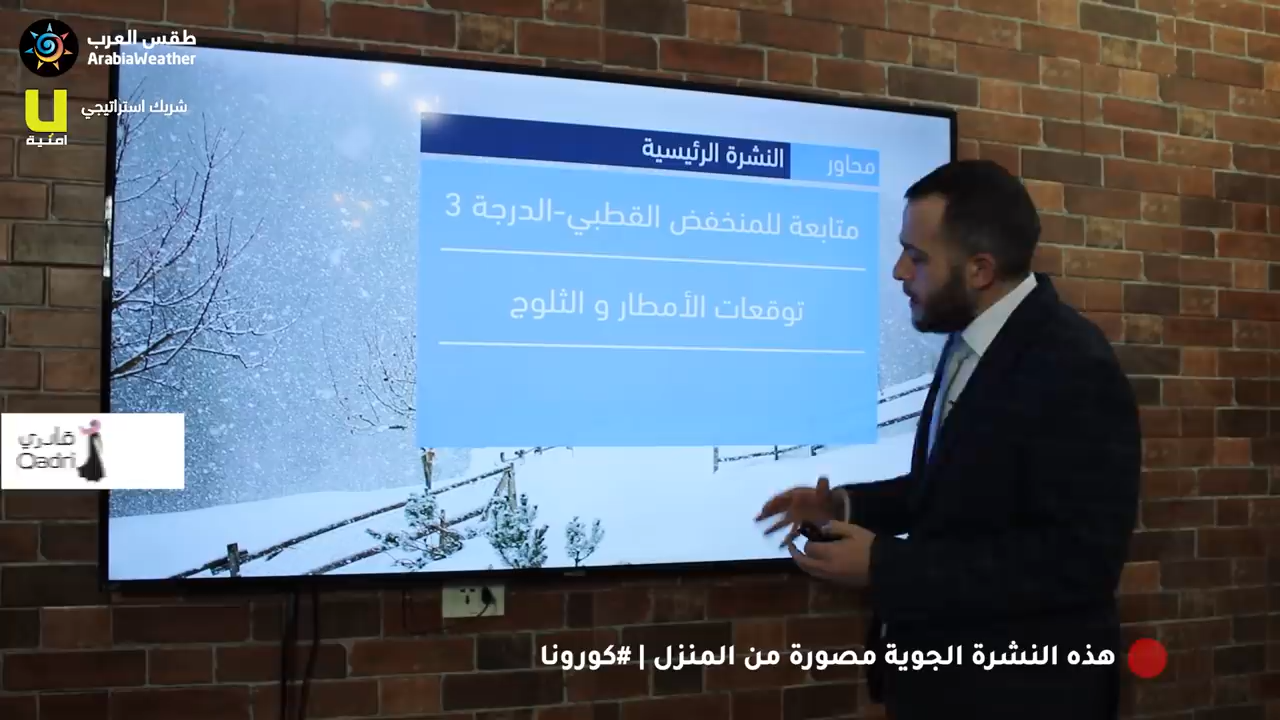 طقس العرب
ArabiaWeather
شريك استراتيجي
امنية
محاور النشرة الرئيسية
متابعة للمنخفض القطبي-الدرجة 3
توقعات الأمطار و الثلوج
قادري
Qadri
هذه النشرة الجوية مصورة من المنزل | #كورونا